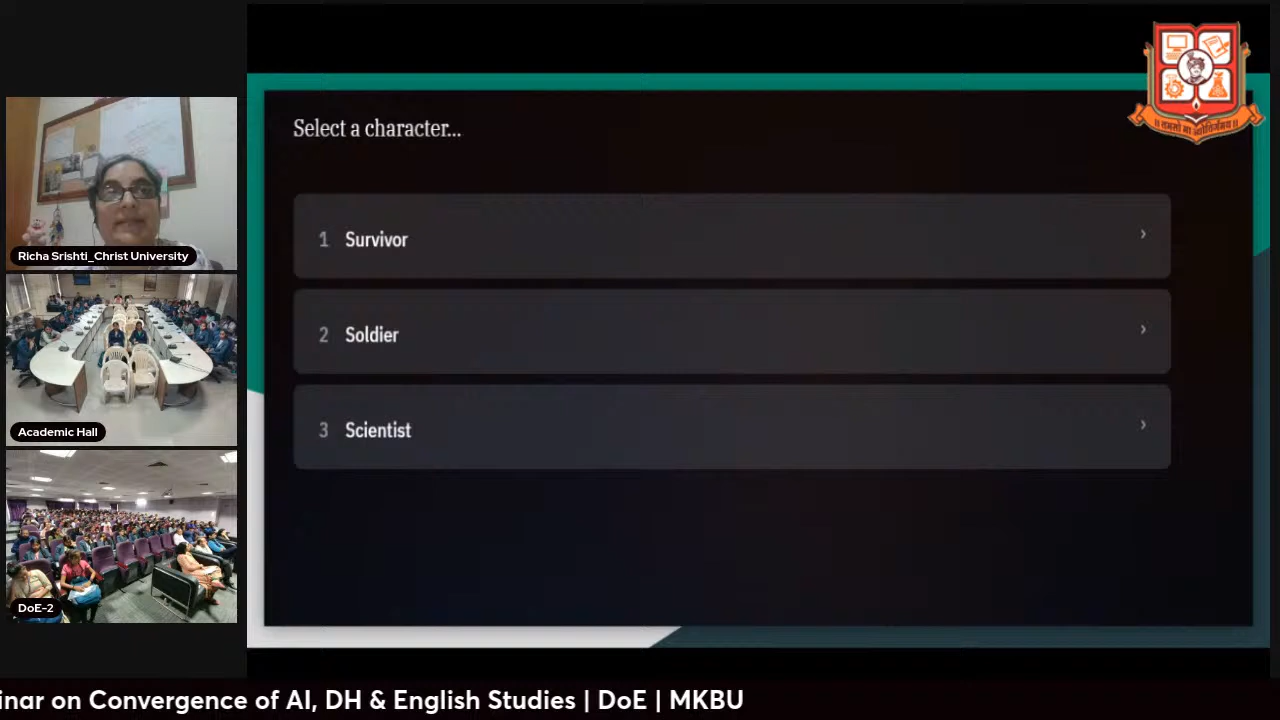 Select a character...
1 Survivor
2 Soldier
3 Scientist
Richa Srishti_Christ University
Academic Hall
DoE-2
inar on Convergence of AI, DH & English Studies | DoE | MKBU